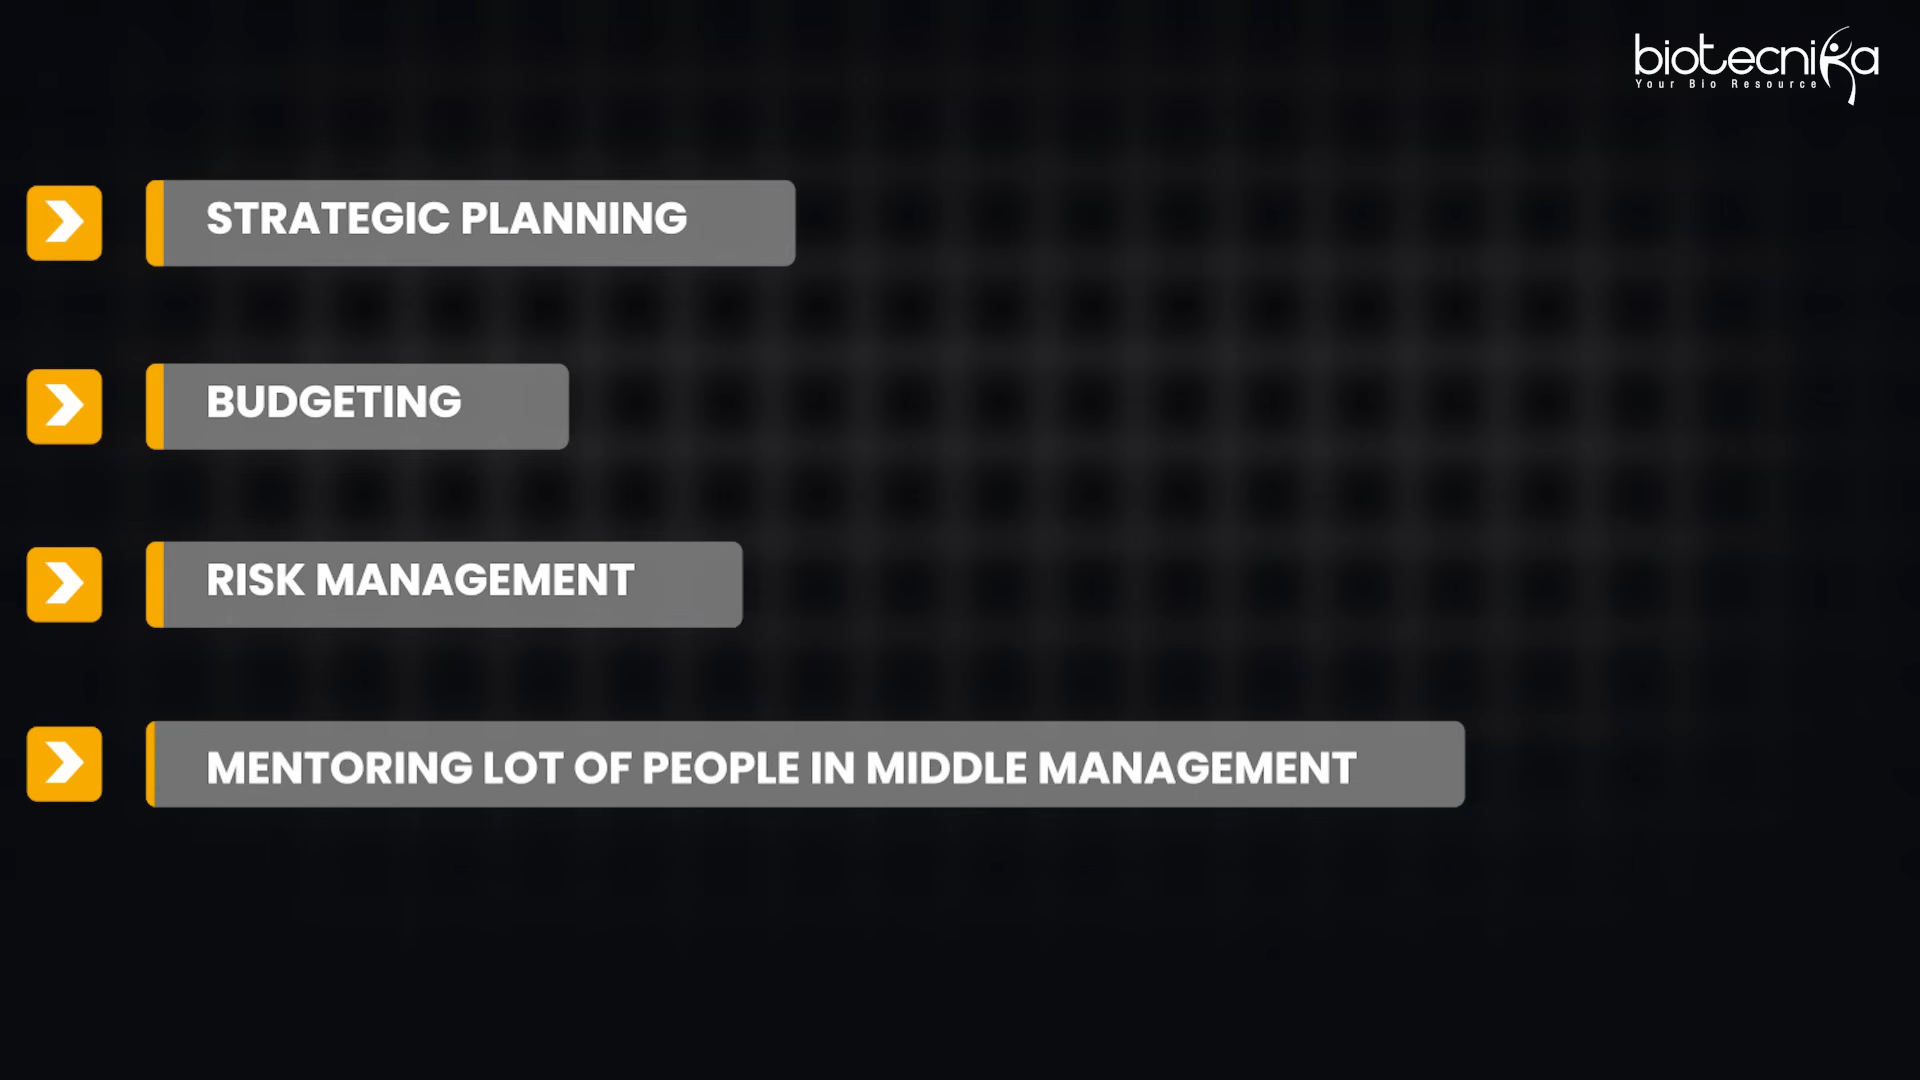 biotecnika
Your Bio Resource
STRATEGIC PLANNING
BUDGETING
RISK MANAGEMENT
MENTORING LOT OF PEOPLE IN MIDDLE MANAGEMENT